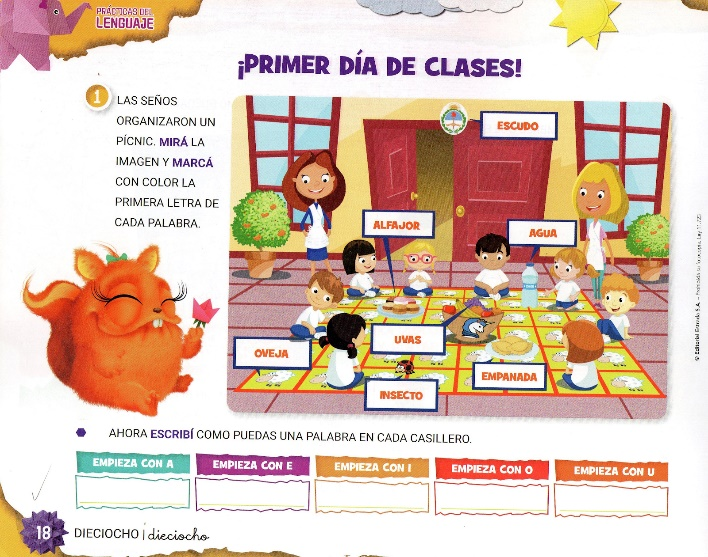 PRÁCTICAS DEL
LENGUAJE
¡PRIMER DÍA DE CLASES!
1
LAS SEÑOS
ORGANIZARON UN
PÍCNIC. MIRÁ LA
IMAGEN Y MARCÁ
CON COLOR LA
PRIMERA LETRA DE
CADA PALABRA.
ESCUDO
ALFAJOR
AGUA
UVAS
OVEJA
EMPANADA
INSECTO
AHORA ESCRIBÍ COMO PUEDAS UNA PALABRA EN CADA CASILLERO.
EMPIEZA CON A
EMPIEZA CON E
EMPIEZA CON I
EMPIEZA CON O
EMPIEZA CON U
18 DIECIOCHO | dieciocho
© Editorial Estrada S.A. – Prohibida su fotocopia. Ley 11.723